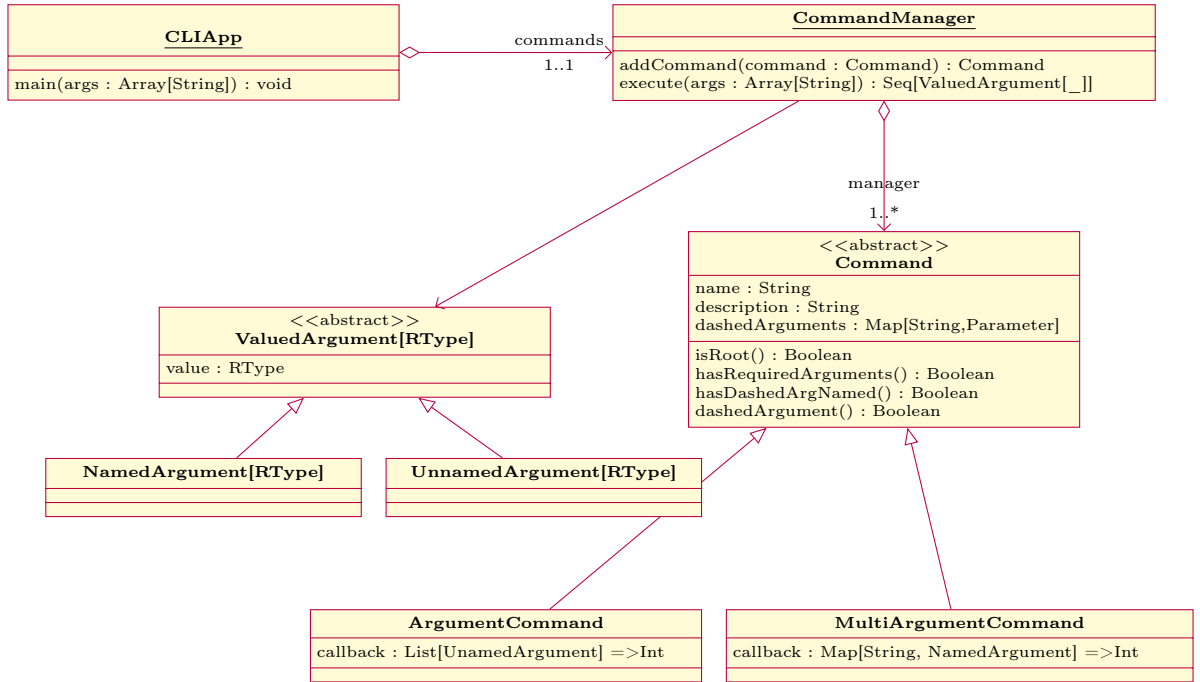 CLIApp
main(args : Array[String]) : void
commands
1..1
CommandManager
addCommand(command : Command) : Command
execute(args : Array[String]) : Seq[ValuedArgument[_]]
manager
1..*
<<abstract>>
Command
name : String
description : String
dashedArguments : Map[String,Parameter]
isRoot() : Boolean
hasRequiredArguments() : Boolean
hasDashedArgNamed() : Boolean
dashedArgument() : Boolean
<<abstract>>
ValuedArgument[RType]
value : RType
NamedArgument[RType]
UnnamedArgument[RType]
ArgumentCommand
callback : List[UnamedArgument] =>Int
MultiArgumentCommand
callback : Map[String, NamedArgument] =>Int